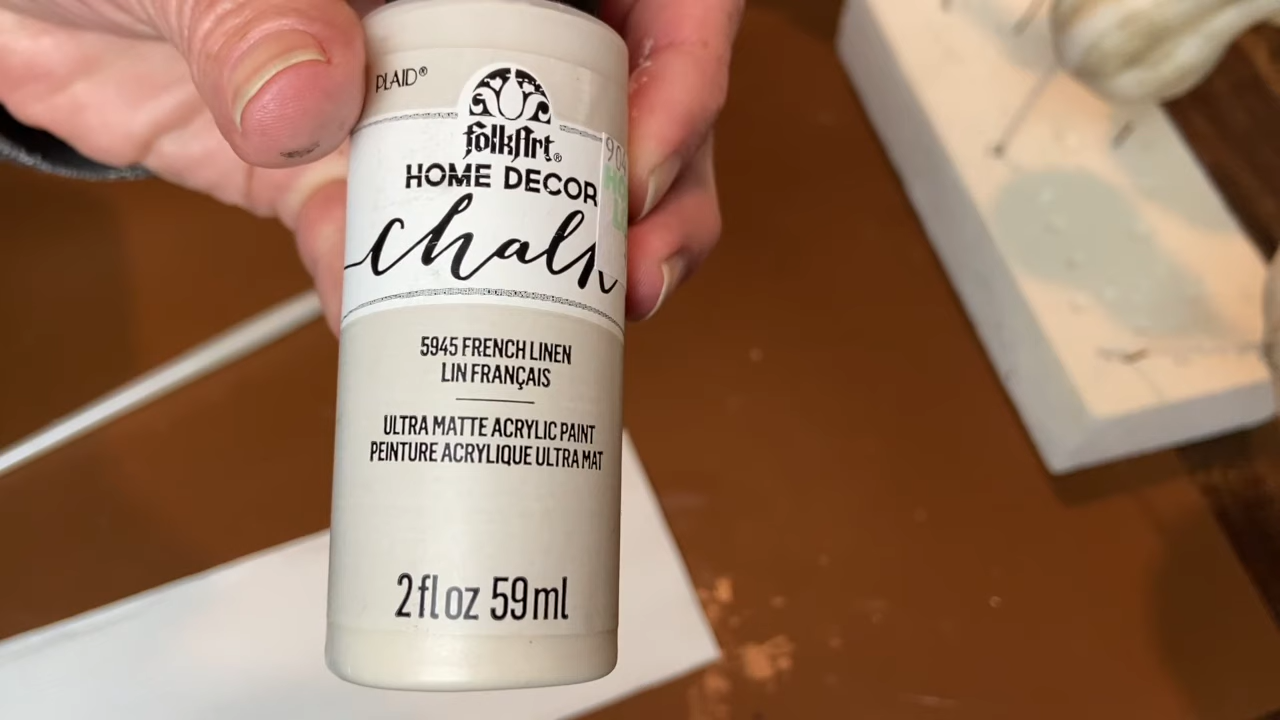 PLAID®
folkArt®
HOME DECOR
chalk
5945 FRENCH LINEN
LIN FRANÇAIS
ULTRA MATTE ACRYLIC PAINT
PEINTURE ACRYLIQUE ULTRA MAT
2 fl oz 59 ml